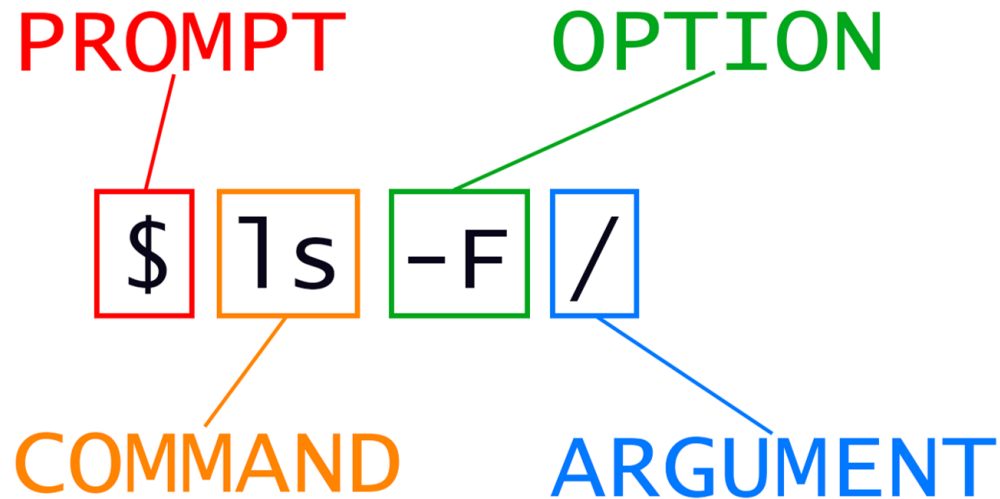 PROMPT OPTION
$ ls -F /
COMMAND ARGUMENT